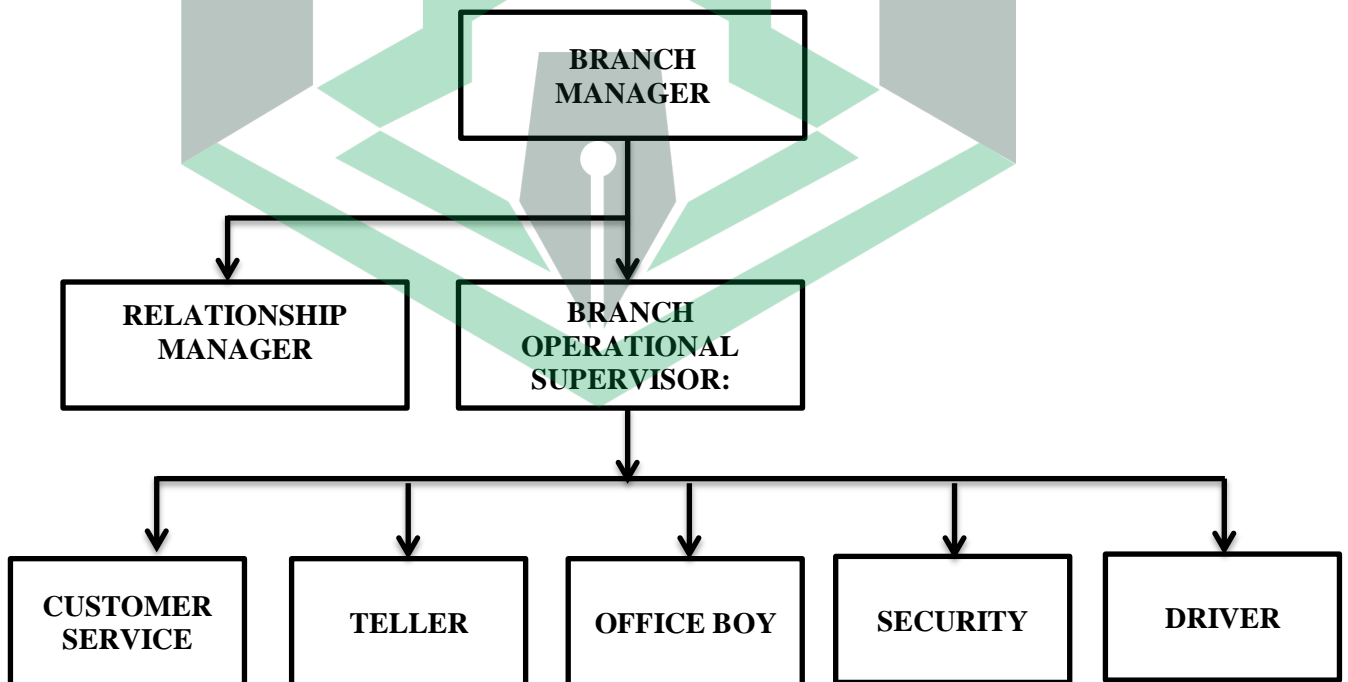 BRANCH
MANAGER
RELATIONSHIP
MANAGER
BRANCH
OPERATIONAL
SUPERVISOR:
CUSTOMER
SERVICE
TELLER
OFFICE BOY
SECURITY
DRIVER